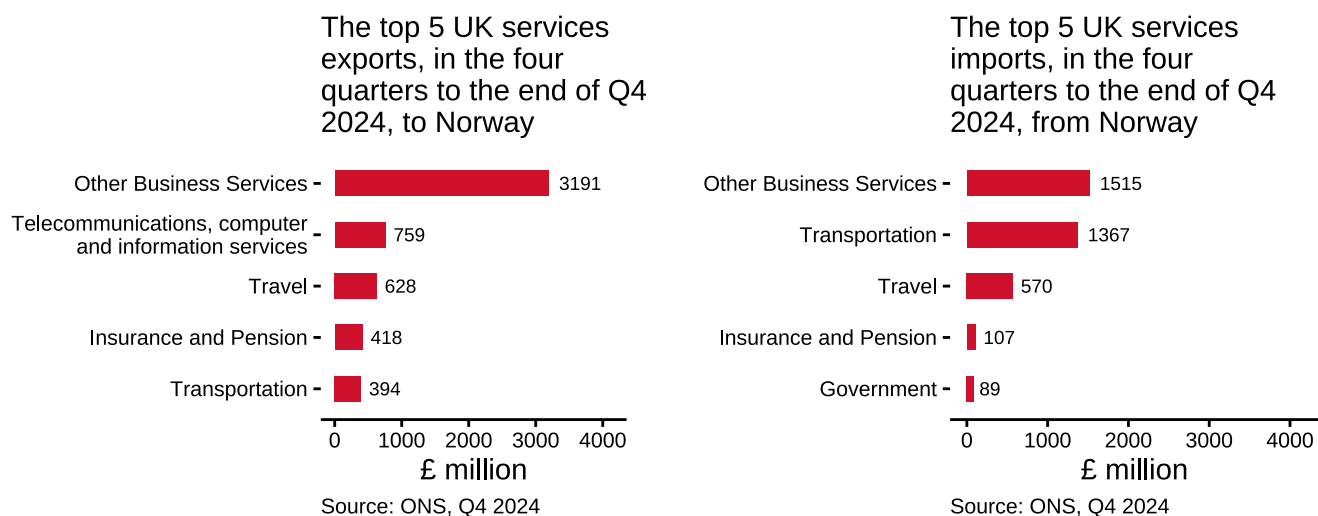 The top 5 UK services
exports, in the four
quarters to the end of Q4
2024, to Norway
Other Business Services
3191
Telecommunications, computer
and information services
759
Travel
628
Insurance and Pension
418
Transportation
394
0 1000 2000 3000 4000
£ million
Source: ONS, Q4 2024
The top 5 UK services
imports, in the four
quarters to the end of Q4
2024, from Norway
Other Business Services
1515
Transportation
1367
Travel
570
Insurance and Pension
107
Government
89
0 1000 2000 3000 4000
£ million
Source: ONS, Q4 2024